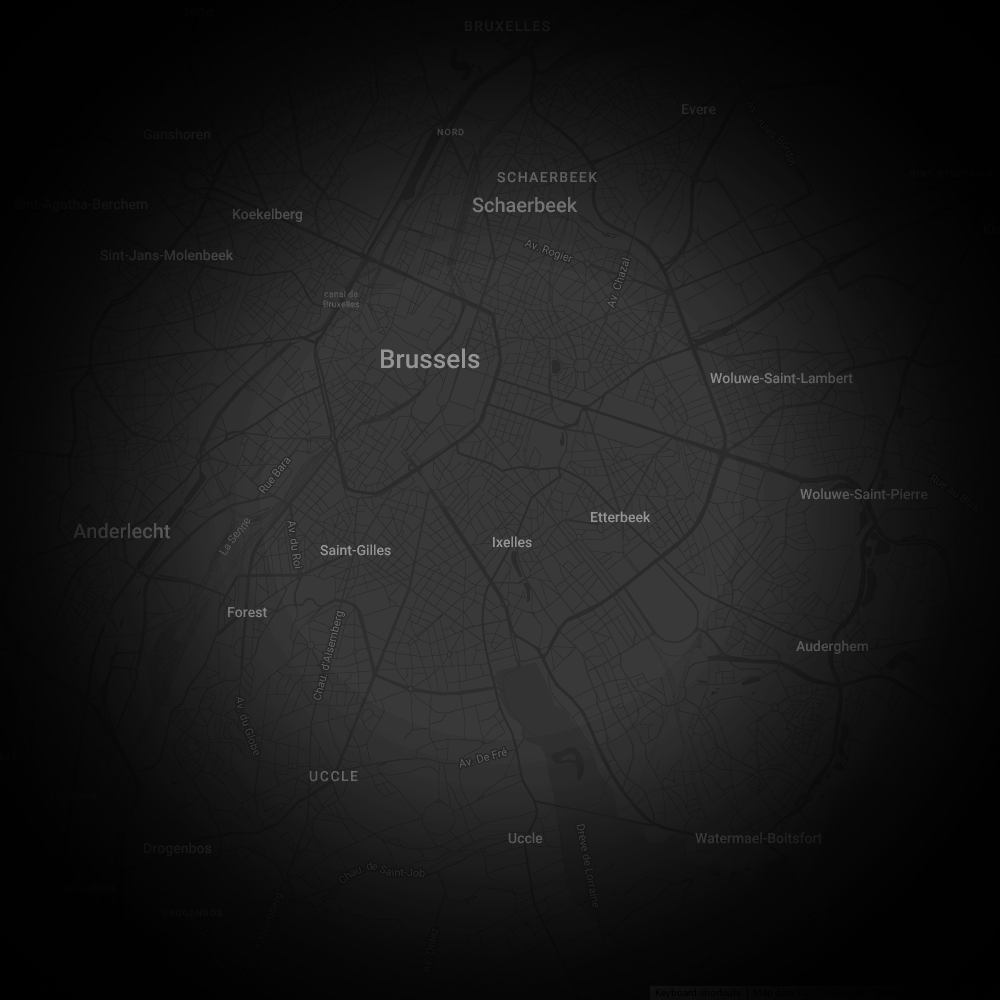 BRUXELLES
Evere
NORD
Ganshoren
SCHAERBEEK
Schaerbeek
Sint-Agatha-Berchem
Koekelberg
Av. Rogier
Sint-Jans-Molenbeek
Av. Chazal
canal de
Bruxelles
Brussels
Woluwe-Saint-Lambert
Rue Bara
Woluwe-Saint-Pierre
Etterbeek
Anderlecht
La Senne
Av. du Roi
Ixelles
Saint-Gilles
Forest
Chau. d'Alsemberg
Auderghem
Av. du Globe
Av. De Fré
UCCLE
Uccle
Watermael-Boitsfort
Drogenbos
Drève de Lorraine
Chau. de Saint-Job
DROGENBOS
Keyboard shortcuts